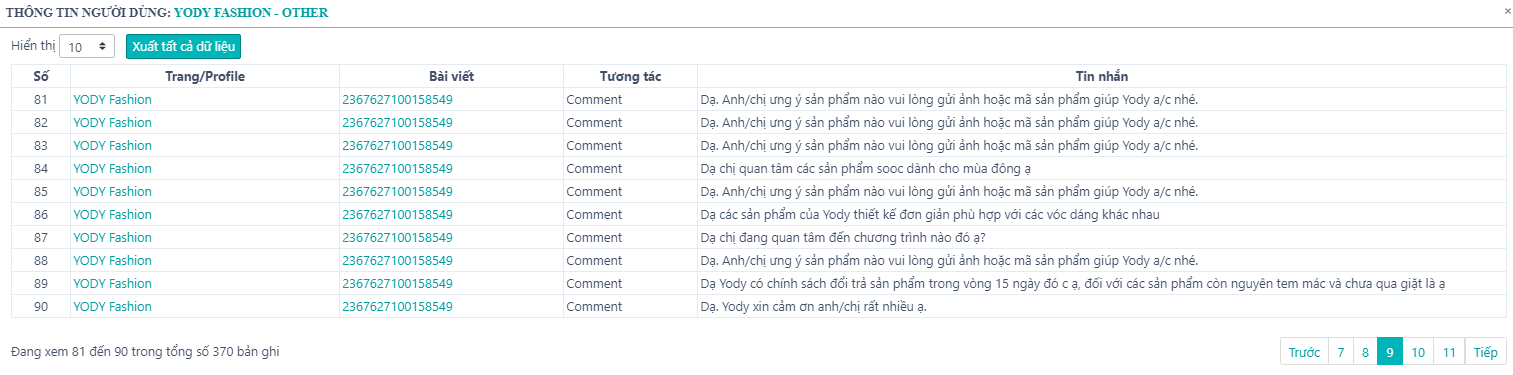 THÔNG TIN NGƯỜI DÙNG: YODY FASHION - OTHER ×
Hiển thị 10 Xuất tất cả dữ liệu
Số Trang/Profile Bài viết Tương tác Tin nhắn
81 YODY Fashion 2367627100158549 Comment Dạ. Anh/chị ưng ý sản phẩm nào vui lòng gửi ảnh hoặc mã sản phẩm giúp Yody a/c nhé.
82 YODY Fashion 2367627100158549 Comment Dạ. Anh/chị ưng ý sản phẩm nào vui lòng gửi ảnh hoặc mã sản phẩm giúp Yody a/c nhé.
83 YODY Fashion 2367627100158549 Comment Dạ. Anh/chị ưng ý sản phẩm nào vui lòng gửi ảnh hoặc mã sản phẩm giúp Yody a/c nhé.
84 YODY Fashion 2367627100158549 Comment Dạ chị quan tâm các sản phẩm sooc dành cho mùa đông ạ
85 YODY Fashion 2367627100158549 Comment Dạ. Anh/chị ưng ý sản phẩm nào vui lòng gửi ảnh hoặc mã sản phẩm giúp Yody a/c nhé.
86 YODY Fashion 2367627100158549 Comment Dạ các sản phẩm của Yody thiết kế đơn giản phù hợp với các vóc dáng khác nhau
87 YODY Fashion 2367627100158549 Comment Dạ chị đang quan tâm đến chương trình nào đó ạ?
88 YODY Fashion 2367627100158549 Comment Dạ. Anh/chị ưng ý sản phẩm nào vui lòng gửi ảnh hoặc mã sản phẩm giúp Yody a/c nhé.
89 YODY Fashion 2367627100158549 Comment Dạ Yody có chính sách đổi trả sản phẩm trong vòng 15 ngày đó c ạ, đối với các sản phẩm còn nguyên tem mác và chưa qua giặt là ạ
90 YODY Fashion 2367627100158549 Comment Dạ. Yody xin cảm ơn anh/chị rất nhiều ạ.
Đang xem 81 đến 90 trong tổng số 370 bản ghi Trước 7 8 9 10 11 Tiếp